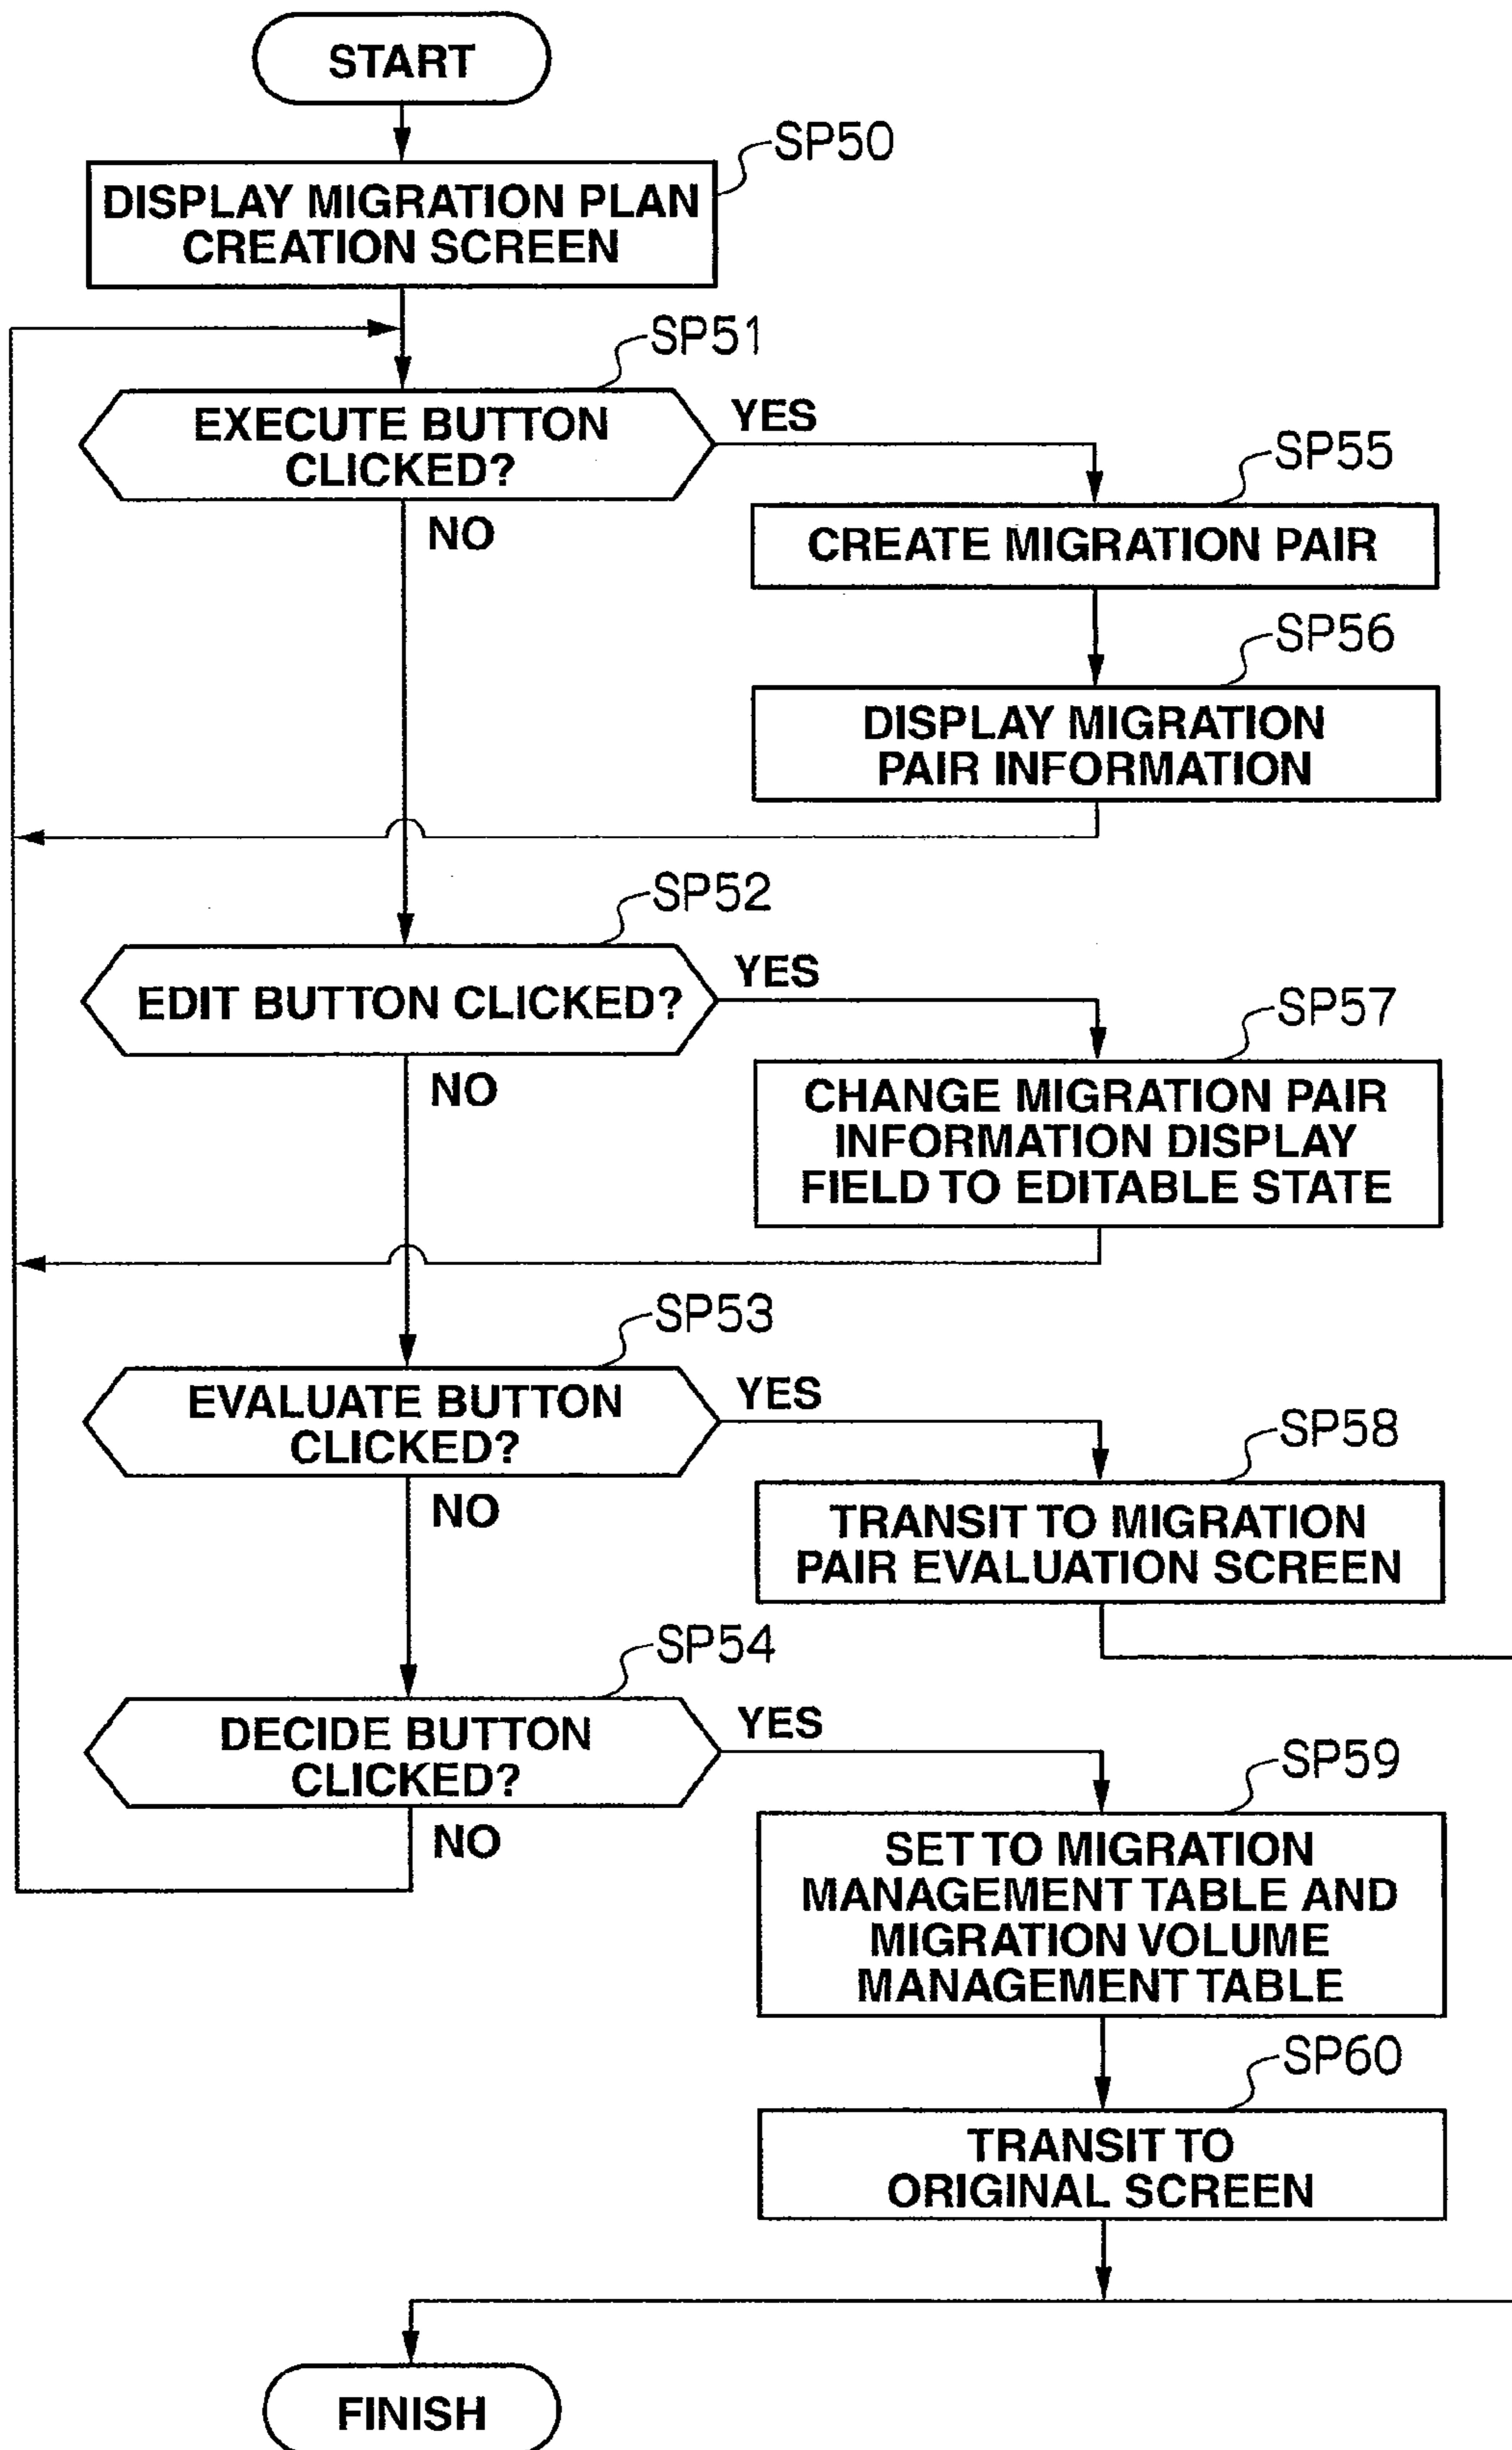 START
SP50
DISPLAY MIGRATION PLAN
CREATION SCREEN
SP51
EXECUTE BUTTON
CLICKED?
YES
NO
SP55
CREATE MIGRATION PAIR
SP56
DISPLAY MIGRATION
PAIR INFORMATION
SP52
EDIT BUTTON CLICKED?
YES
NO
SP57
CHANGE MIGRATION PAIR
INFORMATION DISPLAY
FIELD TO EDITABLE STATE
SP53
EVALUATE BUTTON
CLICKED?
YES
NO
SP58
TRANSIT TO MIGRATION
PAIR EVALUATION SCREEN
SP54
DECIDE BUTTON
CLICKED?
YES
NO
SP59
SET TO MIGRATION
MANAGEMENT TABLE AND
MIGRATION VOLUME
MANAGEMENT TABLE
SP60
TRANSIT TO
ORIGINAL SCREEN
FINISH